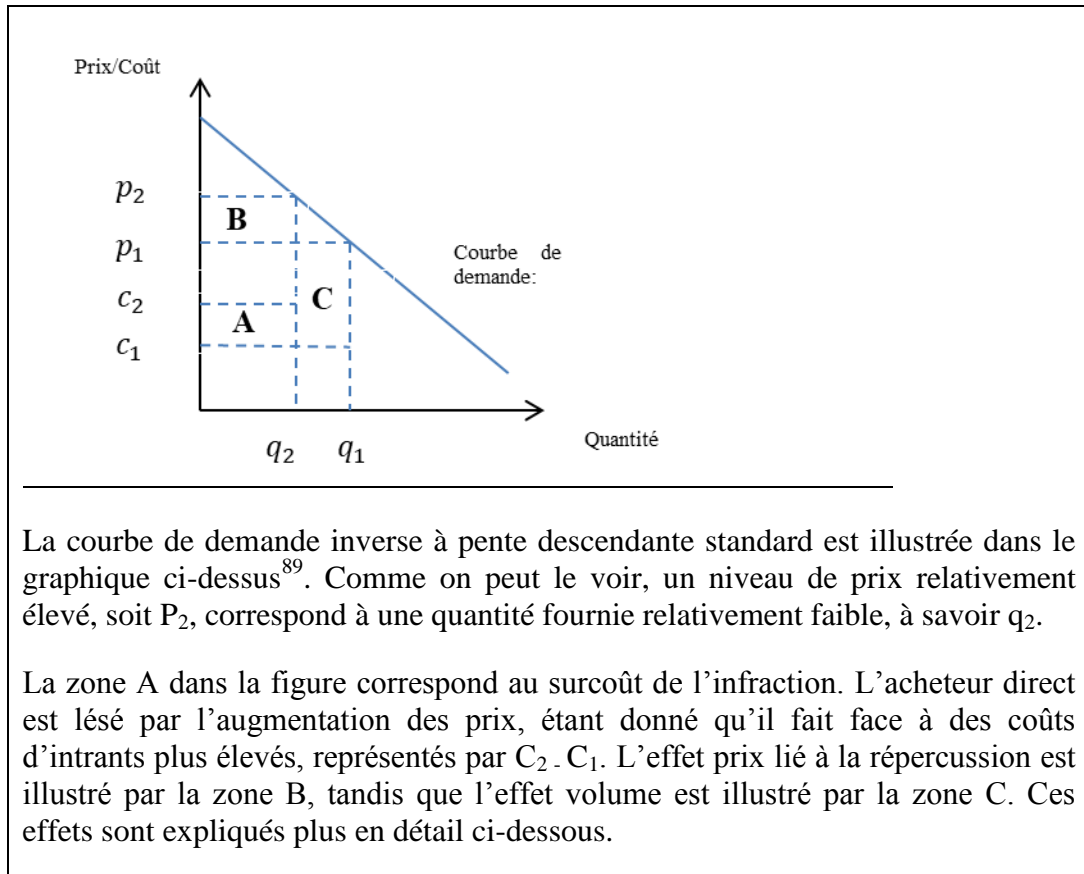 Prix/Coût
p₂
B
p₁
Courbe de
demande:
c₂
C
A
c₁
q₂ q₁
Quantité
La courbe de demande inverse à pente descendante standard est illustrée dans le
graphique ci-dessus⁸⁹. Comme on peut le voir, un niveau de prix relativement
élevé, soit P₂, correspond à une quantité fournie relativement faible, à savoir q₂.
La zone A dans la figure correspond au surcoût de l’infraction. L’acheteur direct
est lésé par l’augmentation des prix, étant donné qu’il fait face à des coûts
d’intrants plus élevés, représentés par C₂ - C₁. L’effet prix lié à la répercussion est
illustré par la zone B, tandis que l’effet volume est illustré par la zone C. Ces
effets sont expliqués plus en détail ci-dessous.